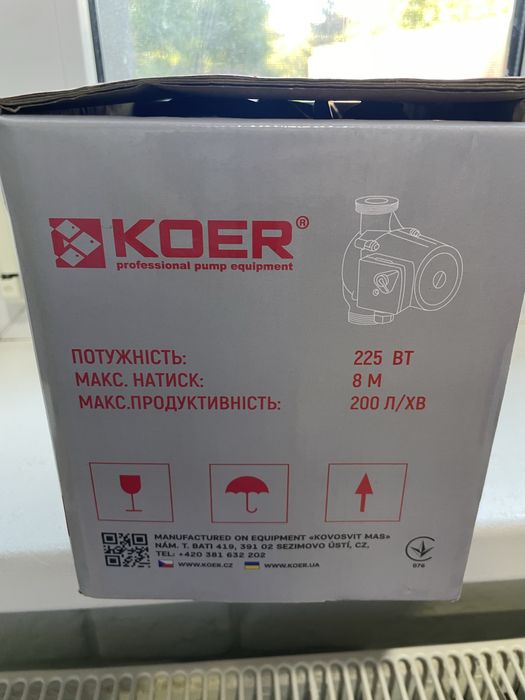 KOER®
professional pump equipment
ПОТУЖНІСТЬ: 225 ВТ
МАКС. НАТИСК: 8 М
МАКС.ПРОДУКТИВНІСТЬ: 200 Л/ХВ
MANUFACTURED ON EQUIPMENT «KOVOSVIT MAS»
NÁM. T. BATI 419, 391 02 SEZIMOVO ÚSTÍ, CZ,
TEL: +420 381 632 202
WWW.KOER.CZ WWW.KOER.UA
076